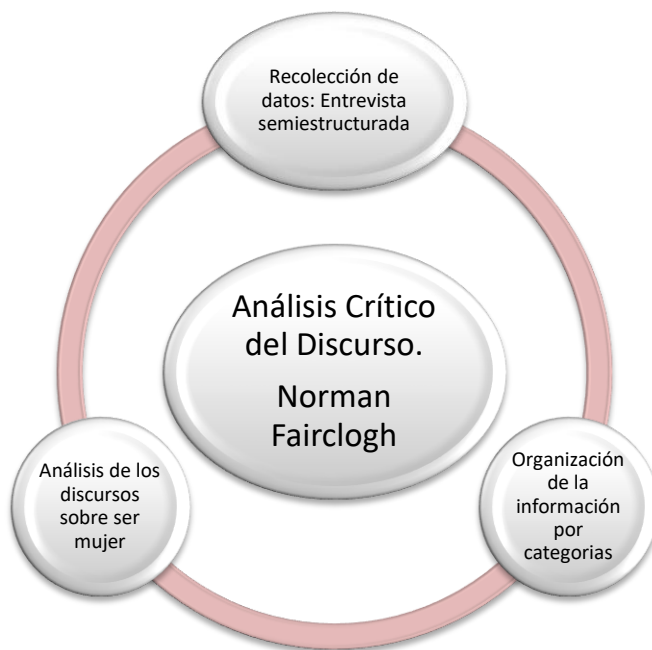 Recolección de
datos: Entrevista
semiestructurada
Análisis Crítico
del Discurso.
Norman
Fairclogh
Análisis de los
discursos
sobre ser
mujer
Organización
de la
información
por
categorias